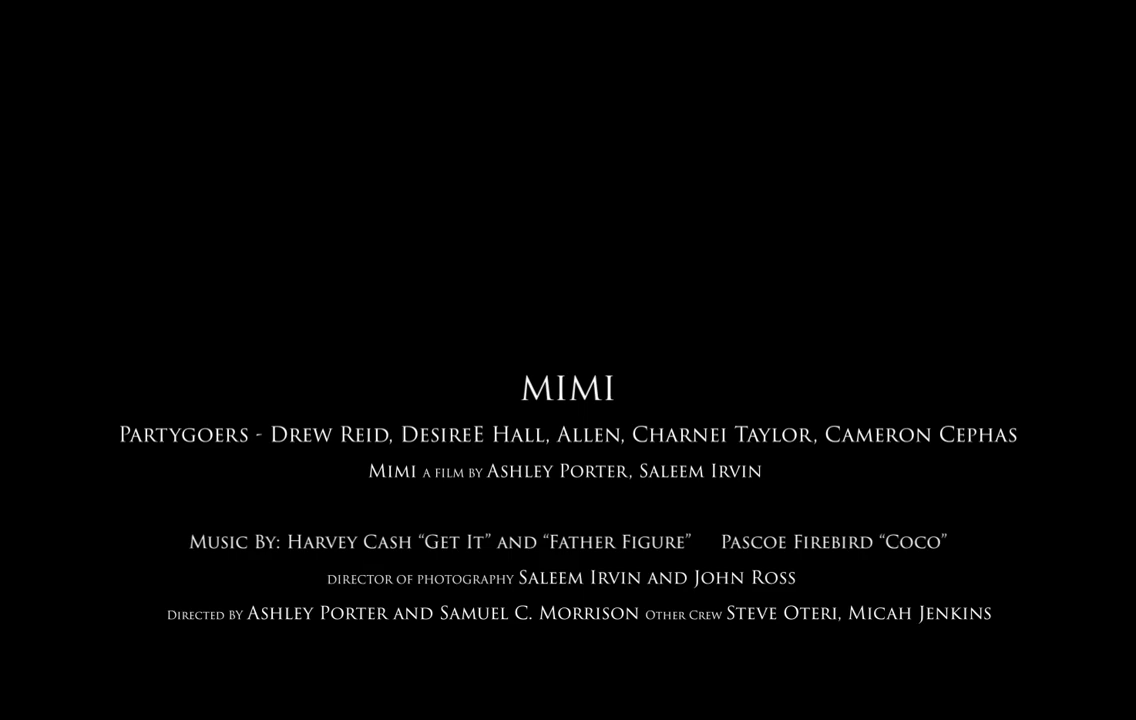 MIMI
Partygoers - Drew Reid, DesireE Hall, Allen, Charnei Taylor, Cameron Cephas
Mimi a film by Ashley Porter, Saleem Irvin
Music By: Harvey Cash “Get It” and “Father Figure” Pascoe Firebird “Coco”
director of photography Saleem Irvin and John Ross
Directed by Ashley Porter and Samuel C. Morrison Other Crew Steve Oteri, Micah Jenkins